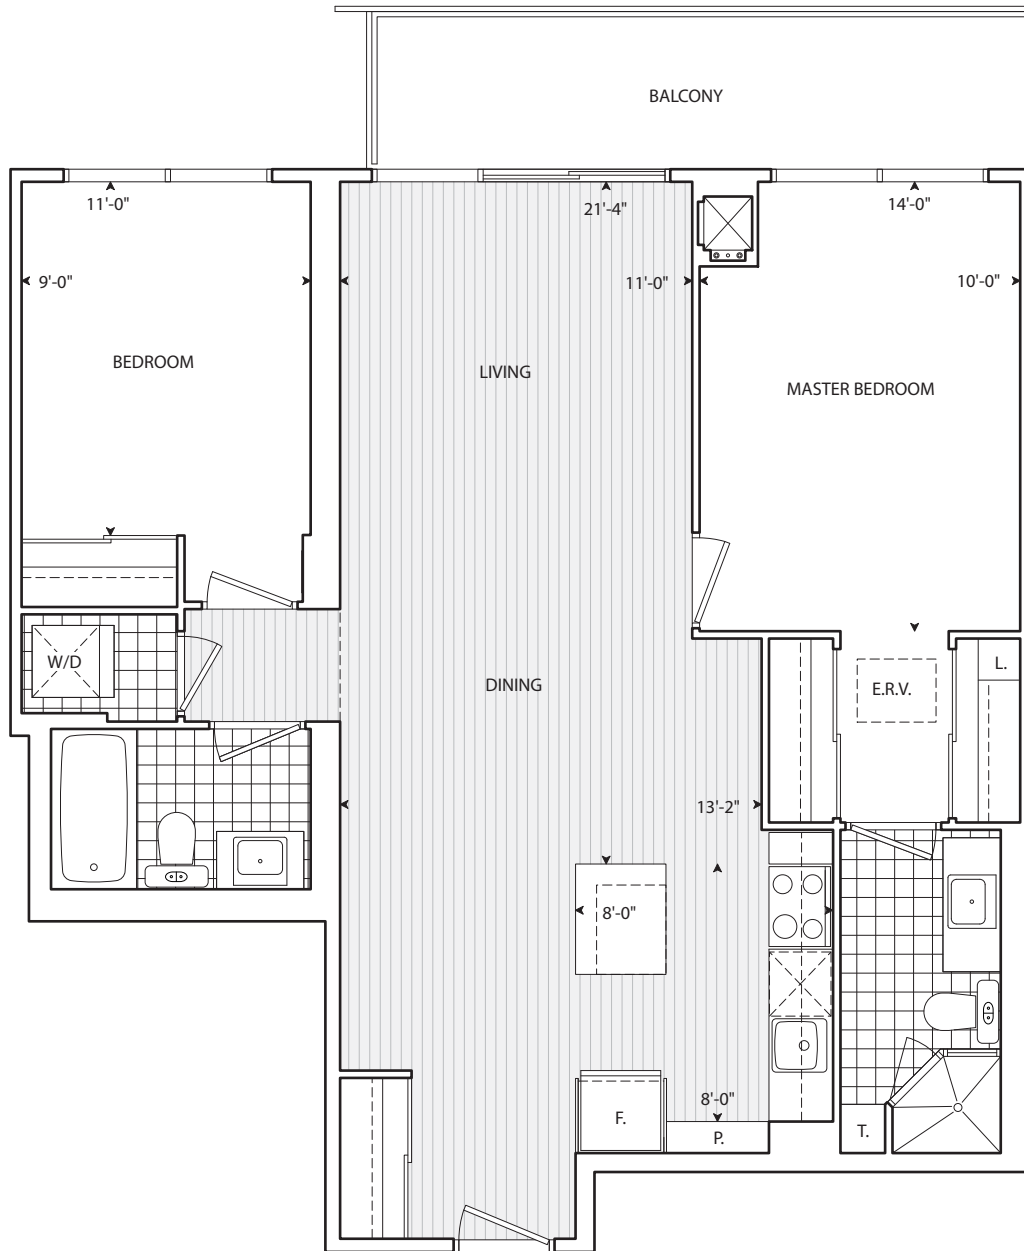 BALCONY
11'-0"
21'-4"
14'-0"
9'-0"
11'-0"
10'-0"
BEDROOM
LIVING
MASTER BEDROOM
W/D
L.
DINING
E.R.V.
13'-2"
8'-0"
8'-0"
F.
P.
T.